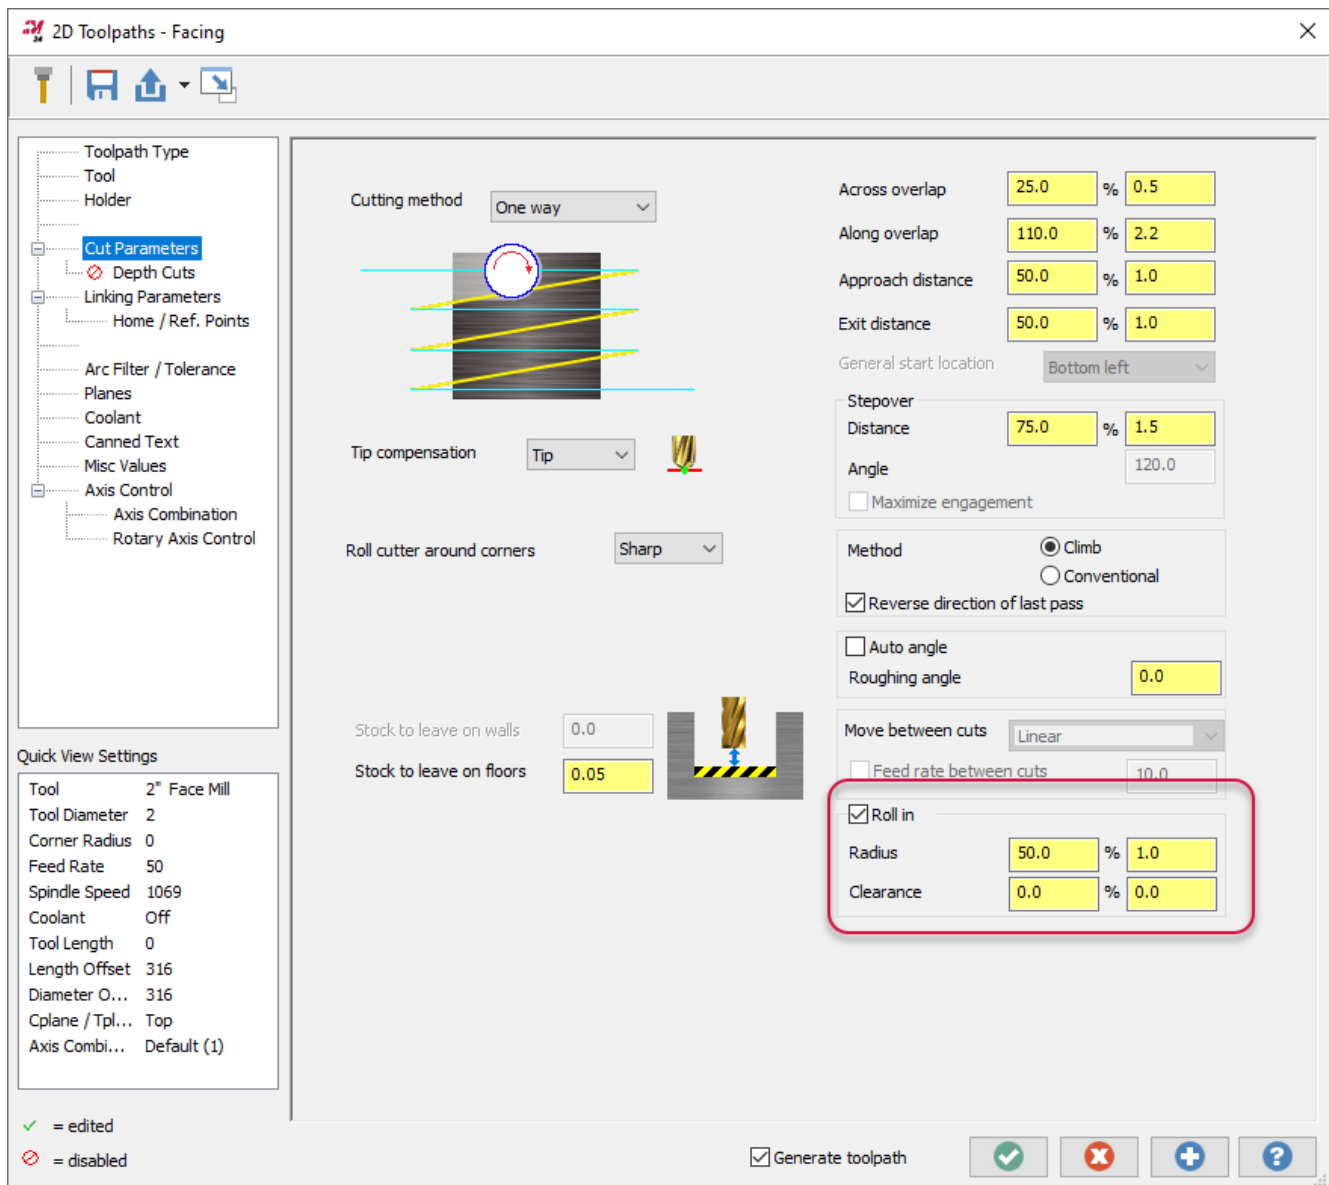 2D Toolpaths - Facing
Toolpath Type
Tool
Holder
Cut Parameters
Depth Cuts
Linking Parameters
Home / Ref. Points
Arc Filter / Tolerance
Planes
Coolant
Canned Text
Misc Values
Axis Control
Axis Combination
Rotary Axis Control
Quick View Settings
Tool 2" Face Mill
Tool Diameter 2
Corner Radius 0
Feed Rate 50
Spindle Speed 1069
Coolant Off
Tool Length 0
Length Offset 316
Diameter O... 316
Cplane / Tpl... Top
Axis Combi... Default (1)
= edited
= disabled
Cutting method One way
Tip compensation Tip
Roll cutter around corners Sharp
Stock to leave on walls 0.0
Stock to leave on floors 0.05
Across overlap 25.0 % 0.5
Along overlap 110.0 % 2.2
Approach distance 50.0 % 1.0
Exit distance 50.0 % 1.0
General start location Bottom left
Stepover
Distance 75.0 % 1.5
Angle 120.0
Maximize engagement
Method Climb
Conventional
Reverse direction of last pass
Auto angle
Roughing angle 0.0
Move between cuts Linear
Feed rate between cuts 10.0
Roll in
Radius 50.0 % 1.0
Clearance 0.0 % 0.0
Generate toolpath